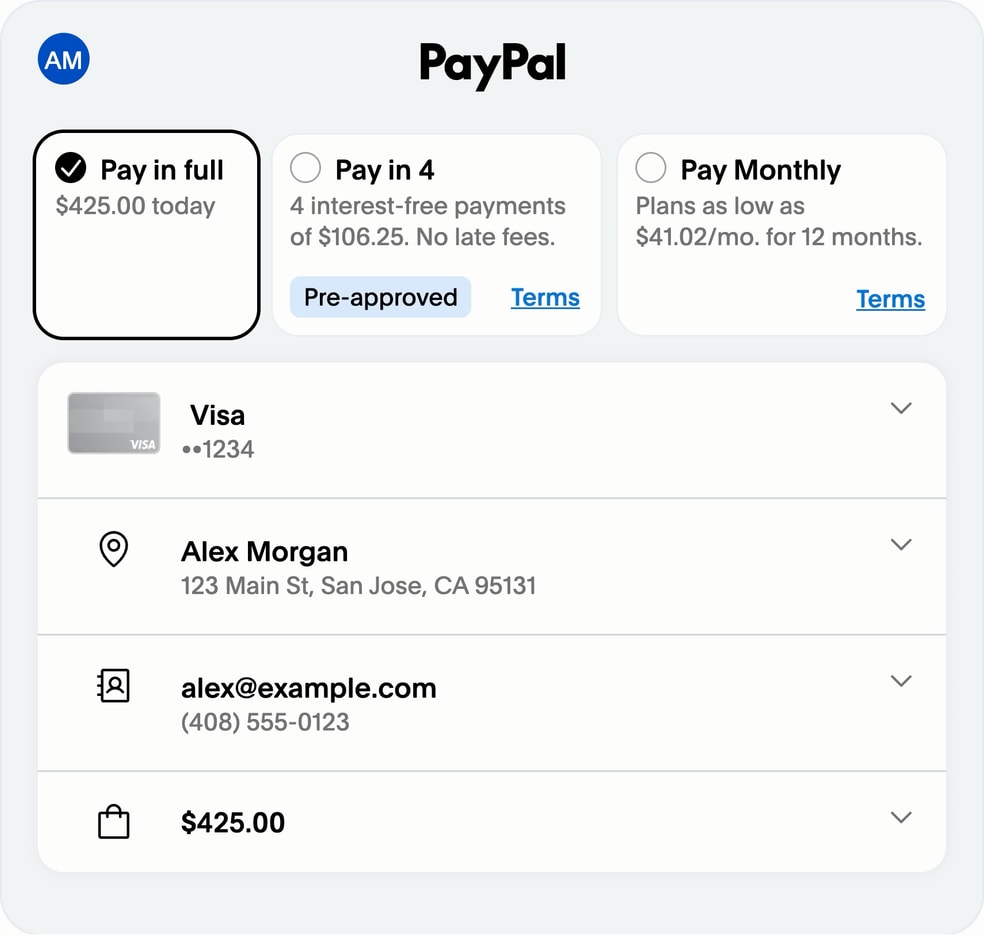 AM
PayPal
Pay in full
$425.00 today
Pay in 4
4 interest-free payments
of $106.25. No late fees.
Pre-approved
Terms
Pay Monthly
Plans as low as
$41.02/mo. for 12 months.
Terms
VISA
Visa
••1234
Alex Morgan
123 Main St, San Jose, CA 95131
alex@example.com
(408) 555-0123
$425.00